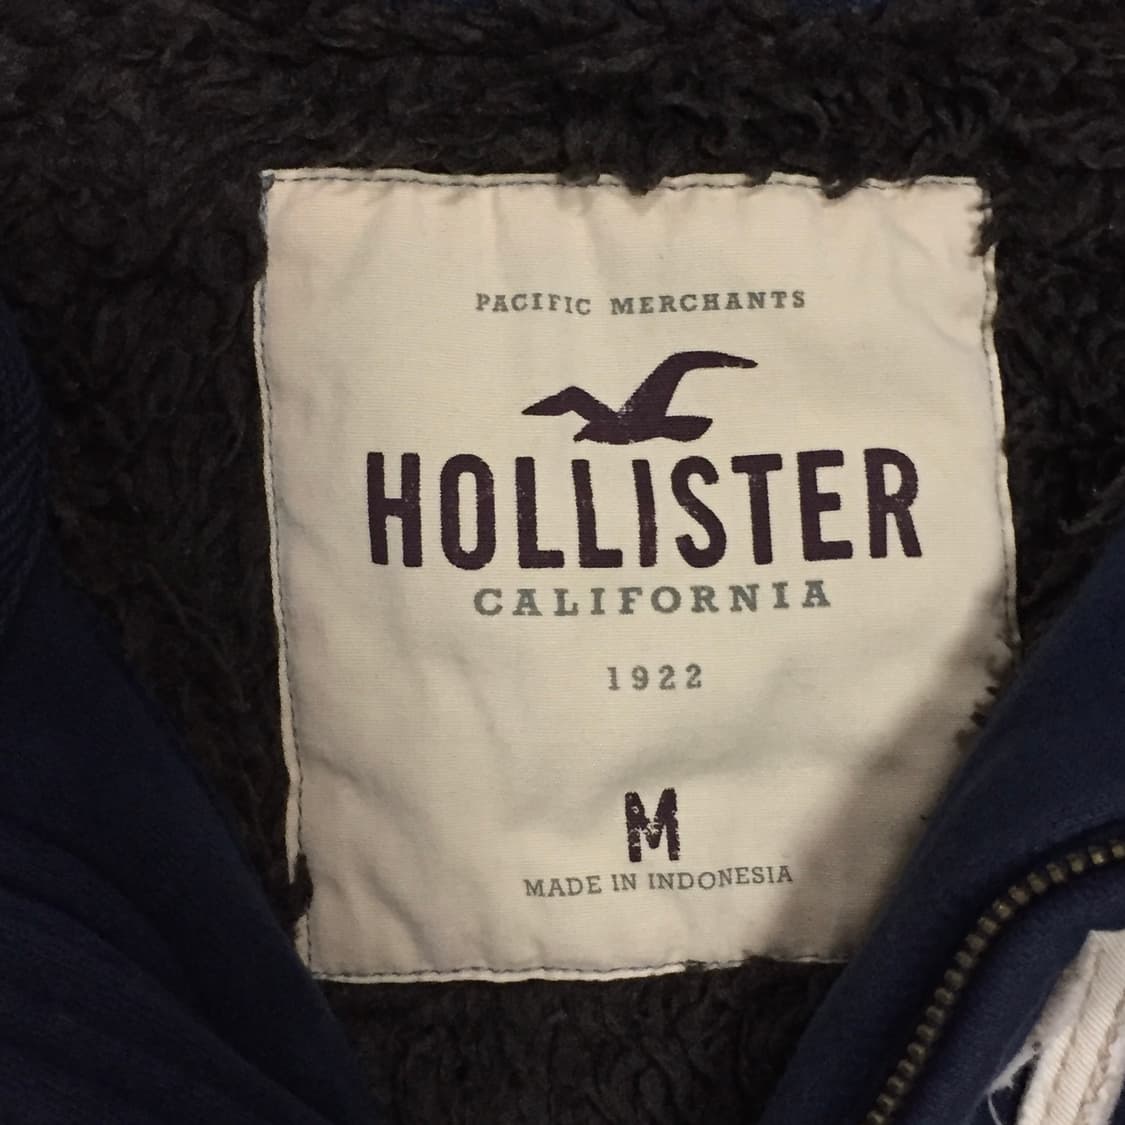 PACIFIC MERCHANTS
HOLLISTER
CALIFORNIA
1922
M
MADE IN INDONESIA